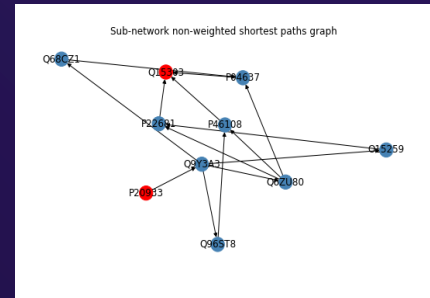 Sub-network non-weighted shortest paths graph
Q68CZ1
Q15303
P04637
P22681
P46108
O15259
Q9Y3A3
Q6ZU80
P20933
Q96ST8